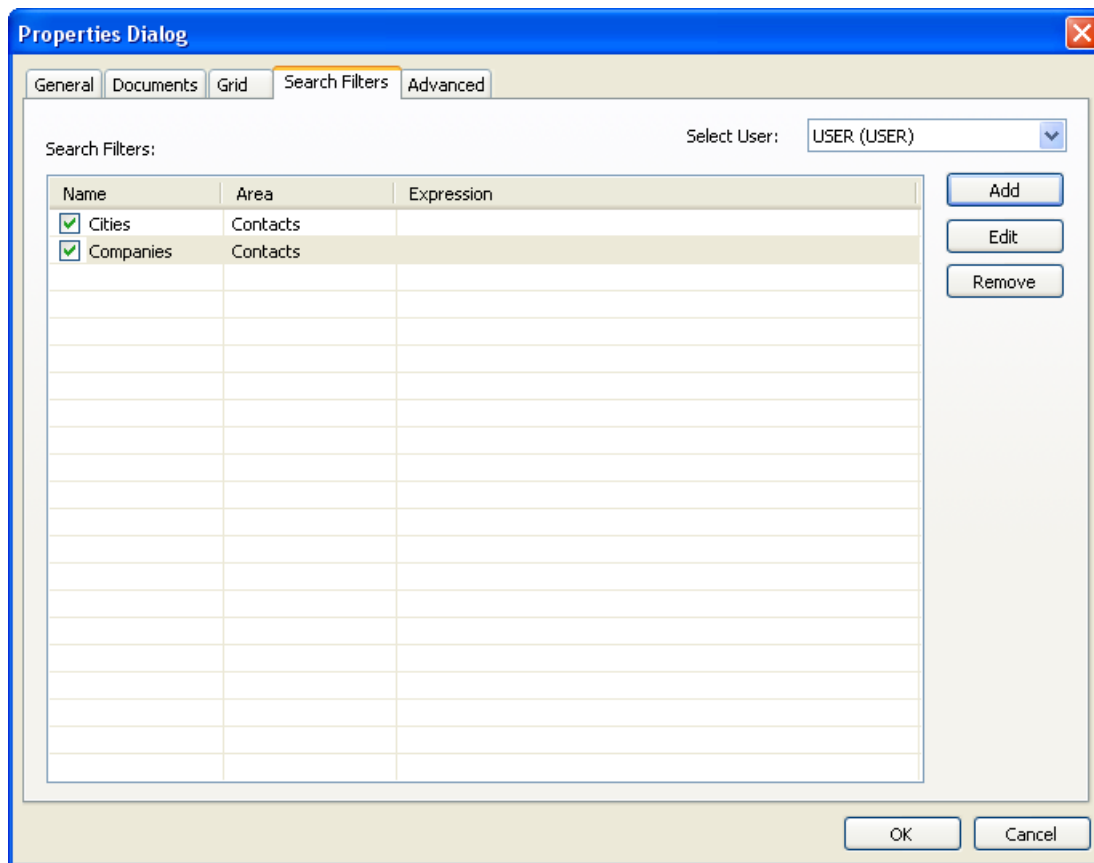 Properties Dialog
General Documents Grid Search Filters Advanced
Select User: USER (USER)
Search Filters:
Name Area Expression
Cities Contacts
Companies Contacts
Add
Edit
Remove
OK Cancel